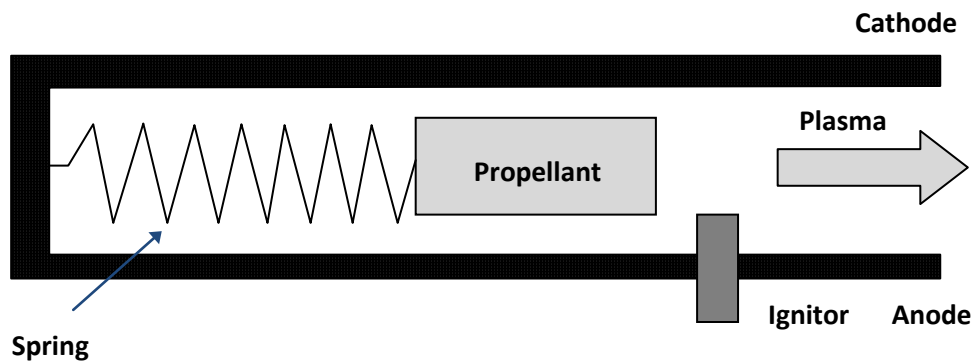 Cathode
Plasma
Propellant
Ignitor
Anode
Spring